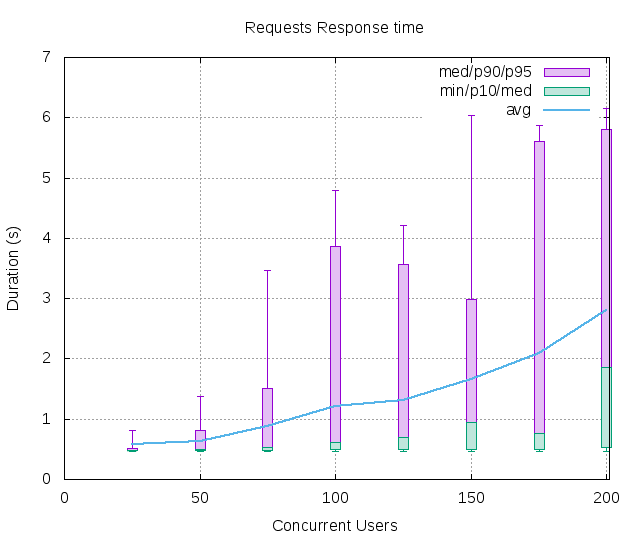 Requests Response time
med/p90/p95
min/p10/med
avg
7
6
5
4
3
2
1
0
0 50 100 150 200
Duration (s)
Concurrent Users